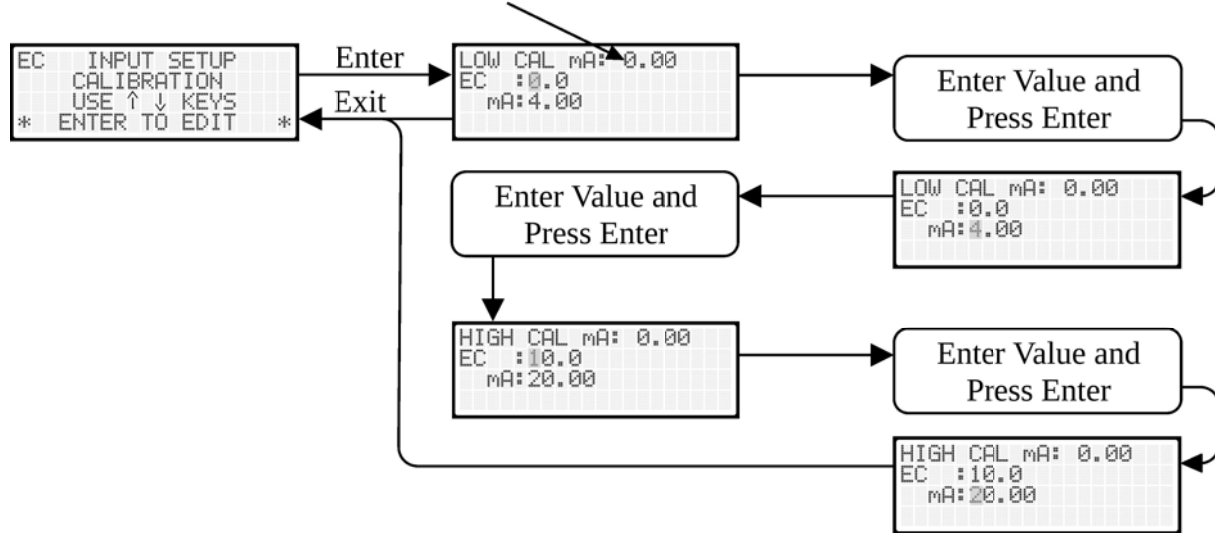 EC INPUT SETUP
CALIBRATION
USE ↑ ↓ KEYS
* ENTER TO EDIT *
Enter
Exit
LOW CAL mA: 0.00
EC :0.0
mA:4.00
Enter Value and
Press Enter
LOW CAL mA: 0.00
EC :0.0
mA:4.00
Enter Value and
Press Enter
HIGH CAL mA: 0.00
EC :10.0
mA:20.00
Enter Value and
Press Enter
HIGH CAL mA: 0.00
EC :10.0
mA:20.00